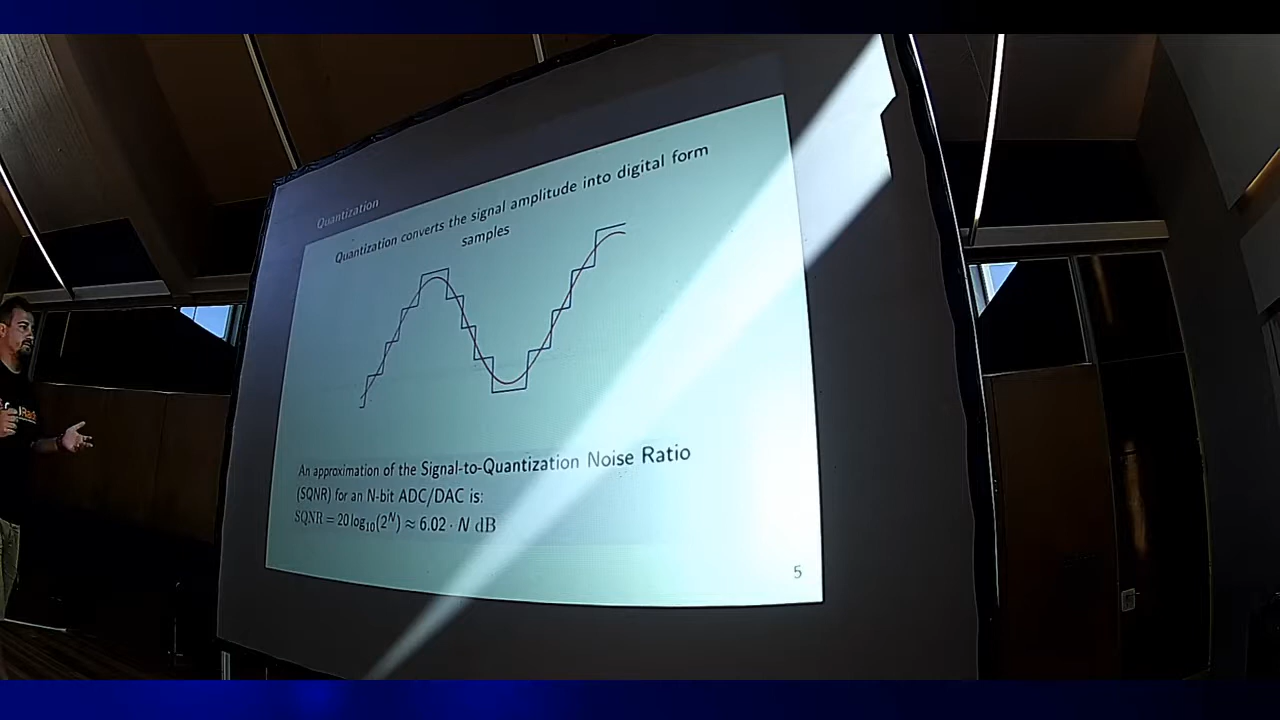 Quantization
Quantization converts the signal amplitude into digital form
samples
An approximation of the Signal-to-Quantization Noise Ratio
(SQNR) for an N-bit ADC/DAC is:
SQNR = 20 log₁₀(2ᴺ) ≈ 6.02 · N dB
5